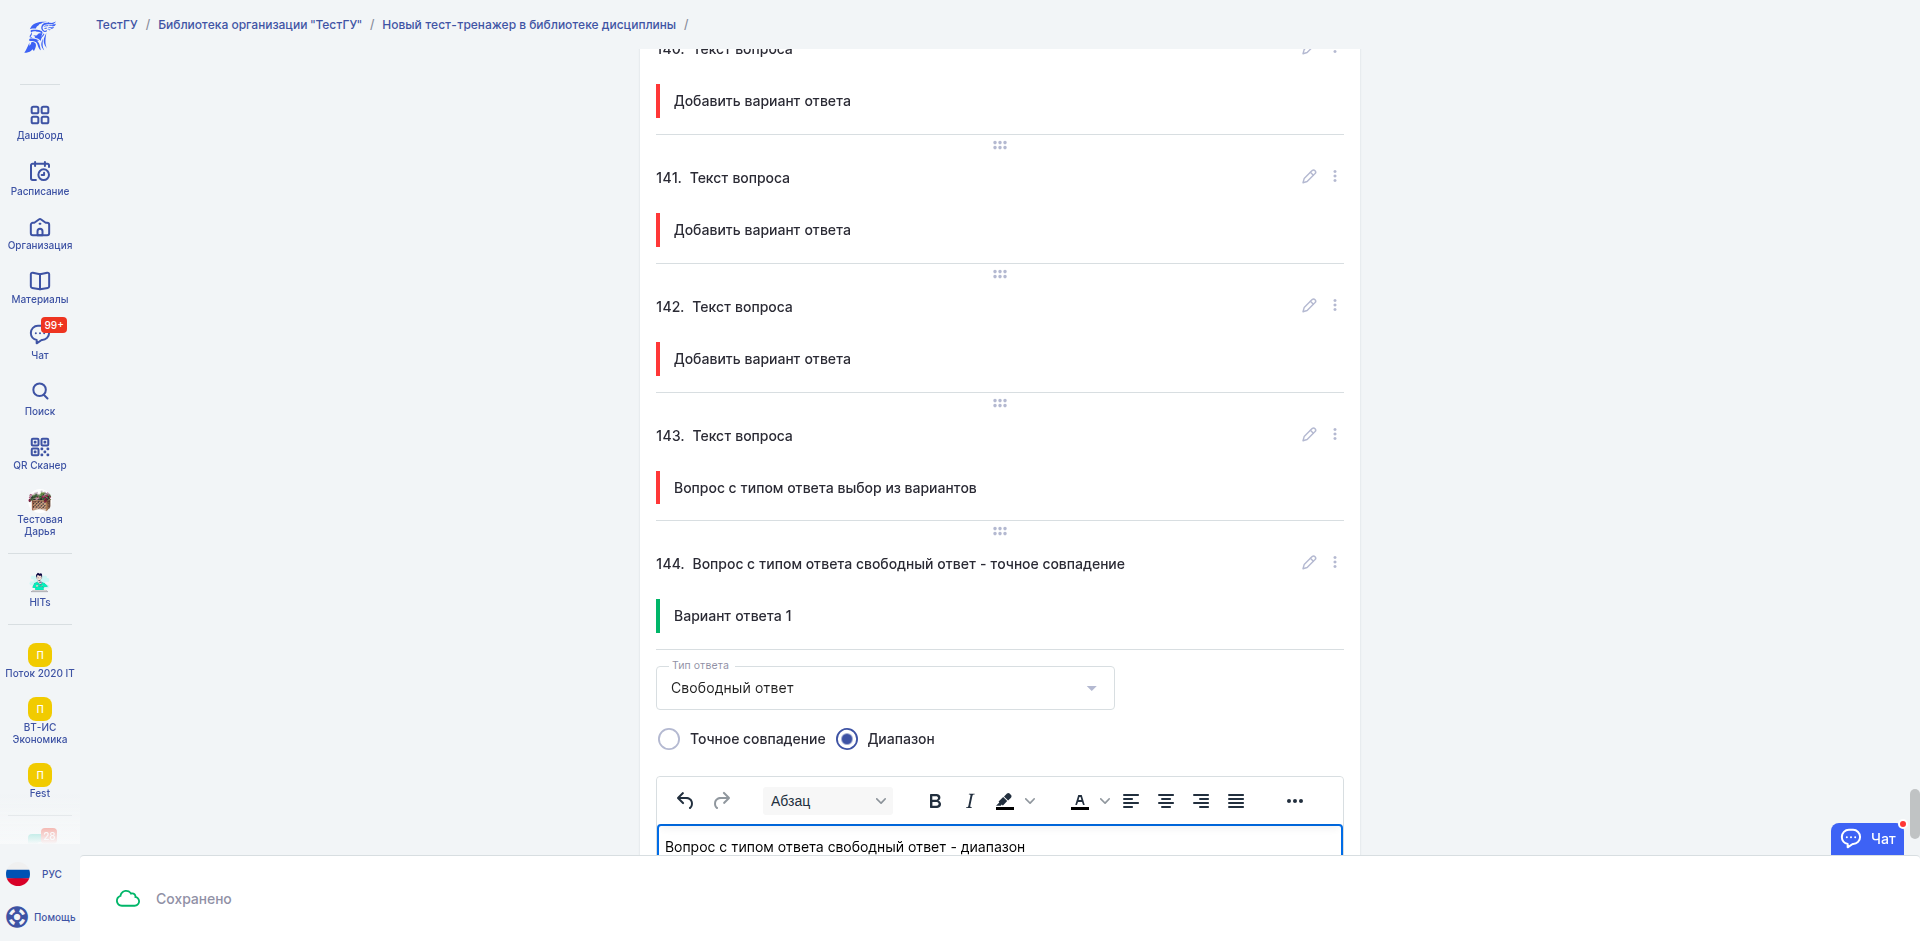 ТестГУ / Библиотека организации "ТестГУ" / Новый тест-тренажер в библиотеке дисциплины /
Дашборд
Расписание
Организация
Материалы
99+
Чат
Поиск
QR Сканер
Тестовая
Дарья
HITs
П
Поток 2020 IT
П
ВТ-ИС
Экономика
П
Fest
28
РУС
Помощь
140. Текст вопроса
Добавить вариант ответа
141. Текст вопроса
Добавить вариант ответа
142. Текст вопроса
Добавить вариант ответа
143. Текст вопроса
Вопрос с типом ответа выбор из вариантов
144. Вопрос с типом ответа свободный ответ - точное совпадение
Вариант ответа 1
Тип ответа
Свободный ответ
Точное совпадение Диапазон
Абзац B I A
Вопрос с типом ответа свободный ответ - диапазон
Чат
Сохранено